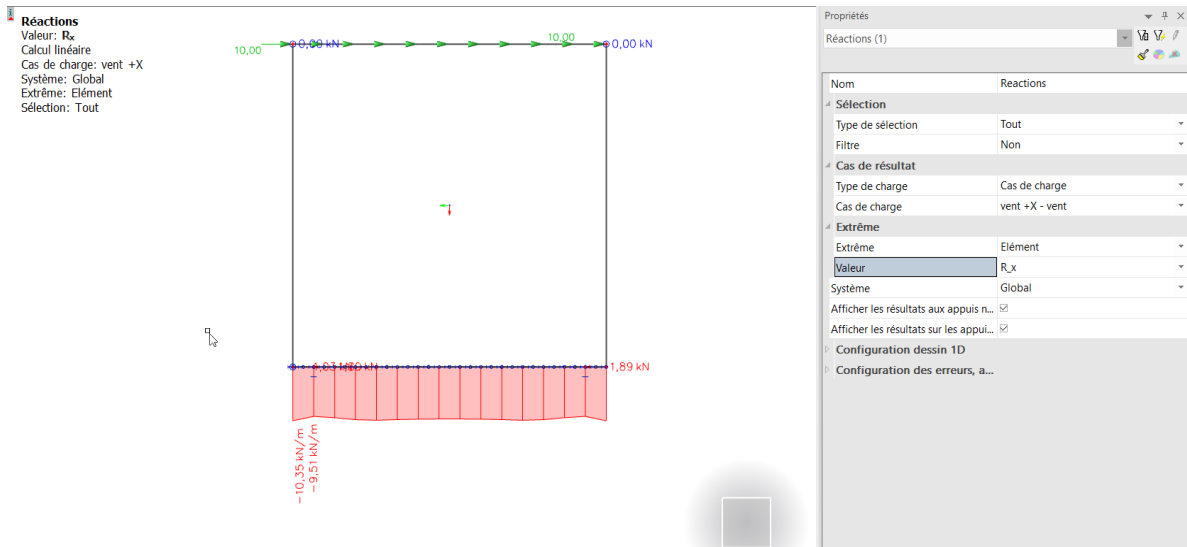 Réactions
Valeur: Rx
Calcul linéaire
Cas de charge: vent +X
Système: Global
Extrême: Elément
Sélection: Tout
10,00
0,00 kN
10,00
0,00 kN
1,89 kN
-10,35 kN/m
-9,51 kN/m
Propriétés
Réactions (1)
Nom Reactions
Sélection
Type de sélection Tout
Filtre Non
Cas de résultat
Type de charge Cas de charge
Cas de charge vent +X - vent
Extrême
Extrême Elément
Valeur R_x
Système Global
Afficher les résultats aux appuis n...
Afficher les résultats sur les appui...
Configuration dessin 1D
Configuration des erreurs, a...